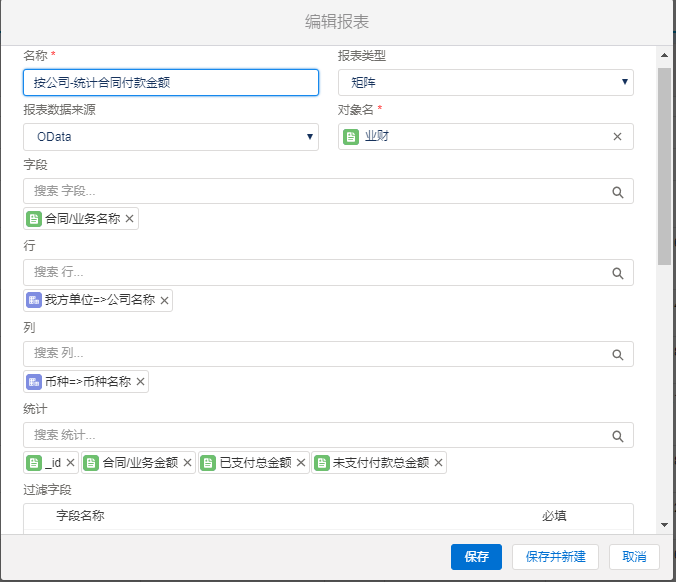 编辑报表
名称 * 报表类型
按公司-统计合同付款金额 矩阵
报表数据来源 对象名 *
OData 业财
字段
搜索 字段...
合同/业务名称
行
搜索 行...
我方单位=>公司名称
列
搜索 列...
币种=>币种名称
统计
搜索 统计...
_id 合同/业务金额 已支付总金额 未支付付款总金额
过滤字段
字段名称 必填
保存 保存并新建 取消